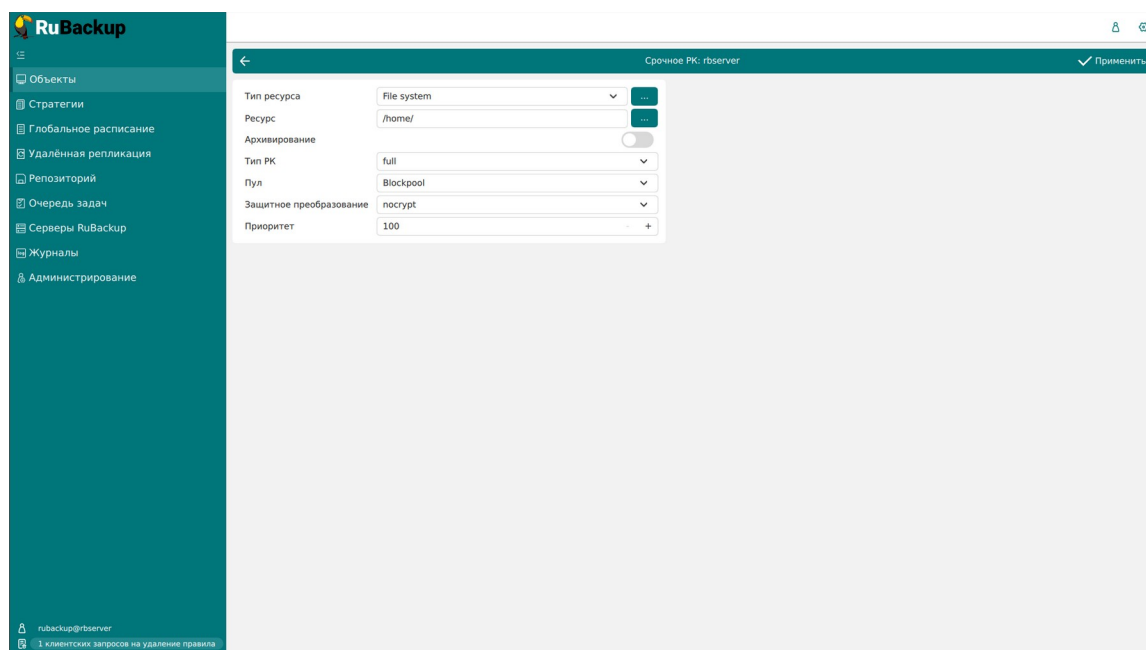 RuBackup
Срочное РК: rbserver
Применить
Объекты
Стратегии
Глобальное расписание
Удалённая репликация
Репозиторий
Очередь задач
Серверы RuBackup
Журналы
Администрирование
Тип ресурса File system ...
Ресурс /home/ ...
Архивирование
Тип РК full
Пул Blockpool
Защитное преобразование nocrypt
Приоритет 100 - +
rubackup@rbserver
1 клиентских запросов на удаление правила